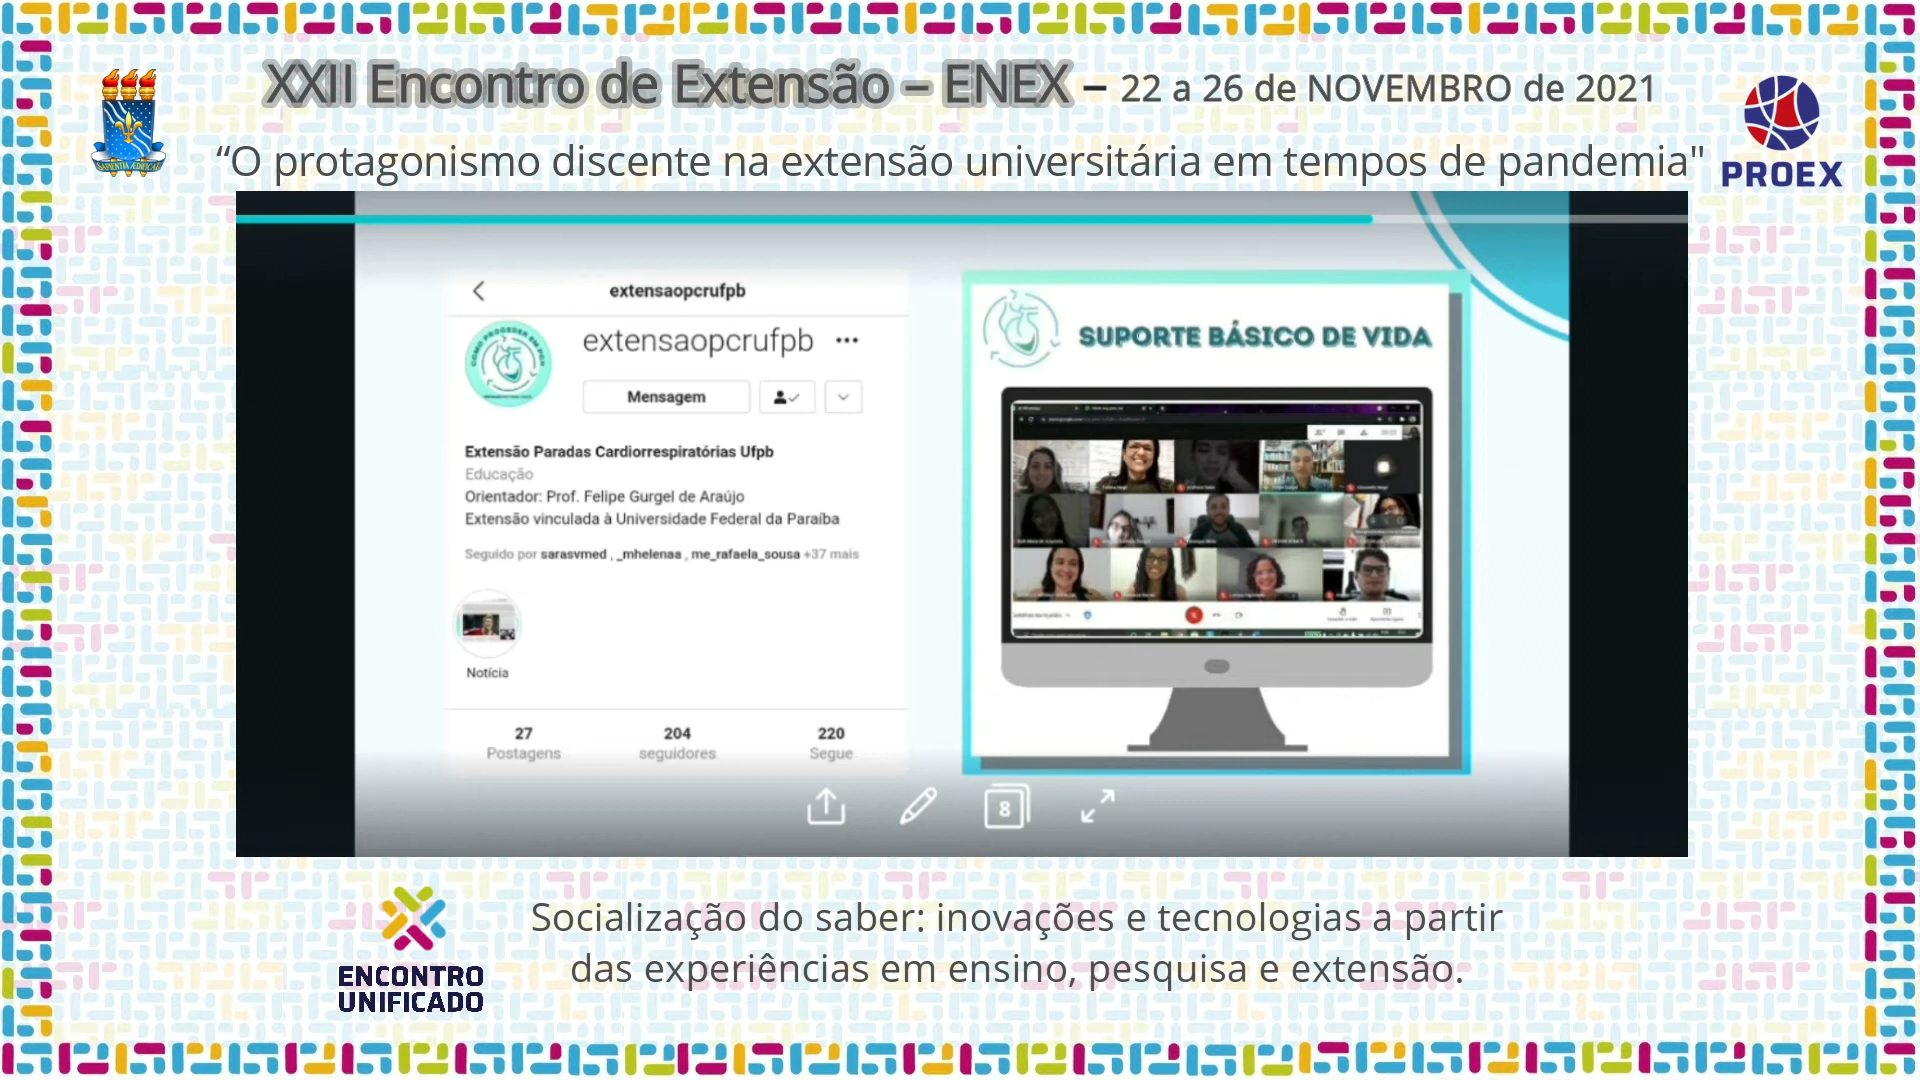 XXII Encontro de Extensão – ENEX – 22 a 26 de NOVEMBRO de 2021
“O protagonismo discente na extensão universitária em tempos de pandemia"
PROEX
extensaopcrufpb
extensaopcrufpb
Mensagem
Extensão Paradas Cardiorrespiratórias Ufpb
Educação
Orientador: Prof. Felipe Gurgel de Araújo
Extensão vinculada à Universidade Federal da Paraíba
Seguido por sarasvmed , _mhelenaa , me_rafaela_sousa +37 mais
Notícia
27 204 220
Postagens seguidores Segue
SUPORTE BÁSICO DE VIDA
8
ENCONTRO
UNIFICADO
Socialização do saber: inovações e tecnologias a partir
das experiências em ensino, pesquisa e extensão.